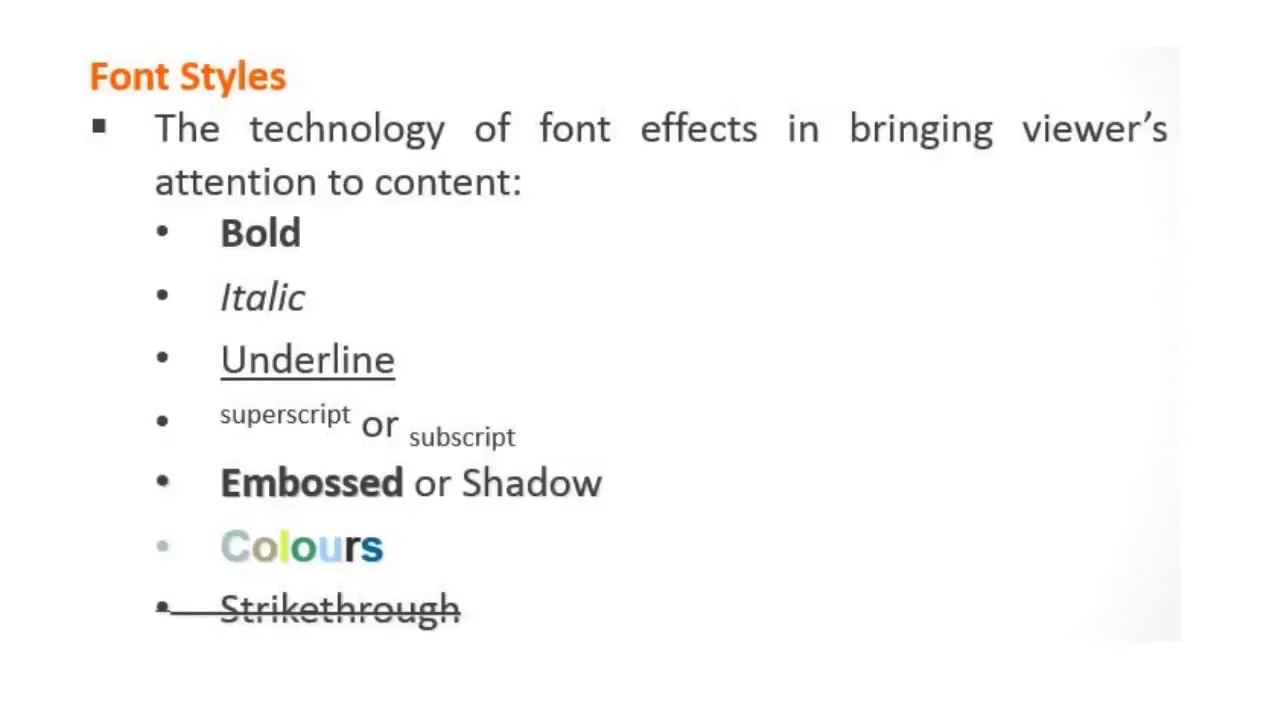 Font Styles
▪ The technology of font effects in bringing viewer’s
attention to content:
• Bold
• Italic
• Underline
• superscript or subscript
• Embossed or Shadow
• Colours
• Strikethrough